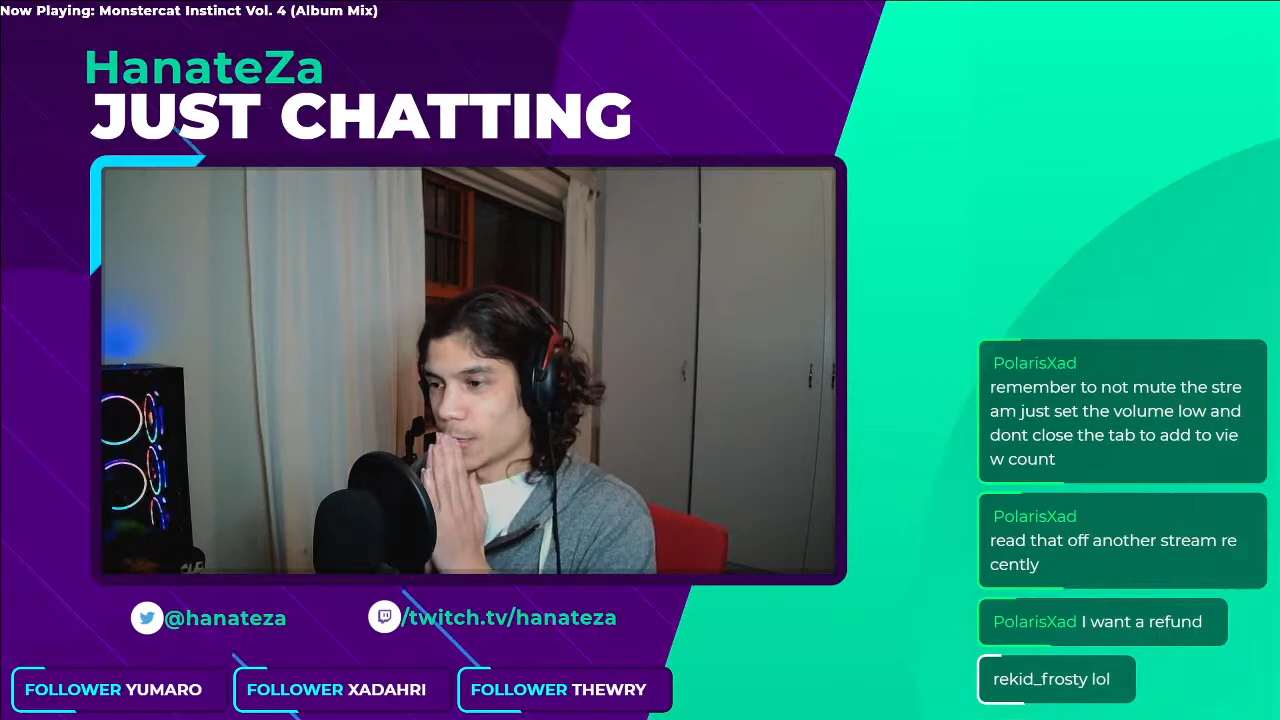 Now Playing: Monstercat Instinct Vol. 4 (Album Mix)
HanateZa
JUST CHATTING
PolarisXad
remember to not mute the stre
am just set the volume low and
dont close the tab to add to vie
w count
PolarisXad
read that off another stream re
cently
PolarisXad I want a refund
rekid_frosty lol
@hanateza
/twitch.tv/hanateza
FOLLOWER YUMARO
FOLLOWER XADAHRI
FOLLOWER THEWRY